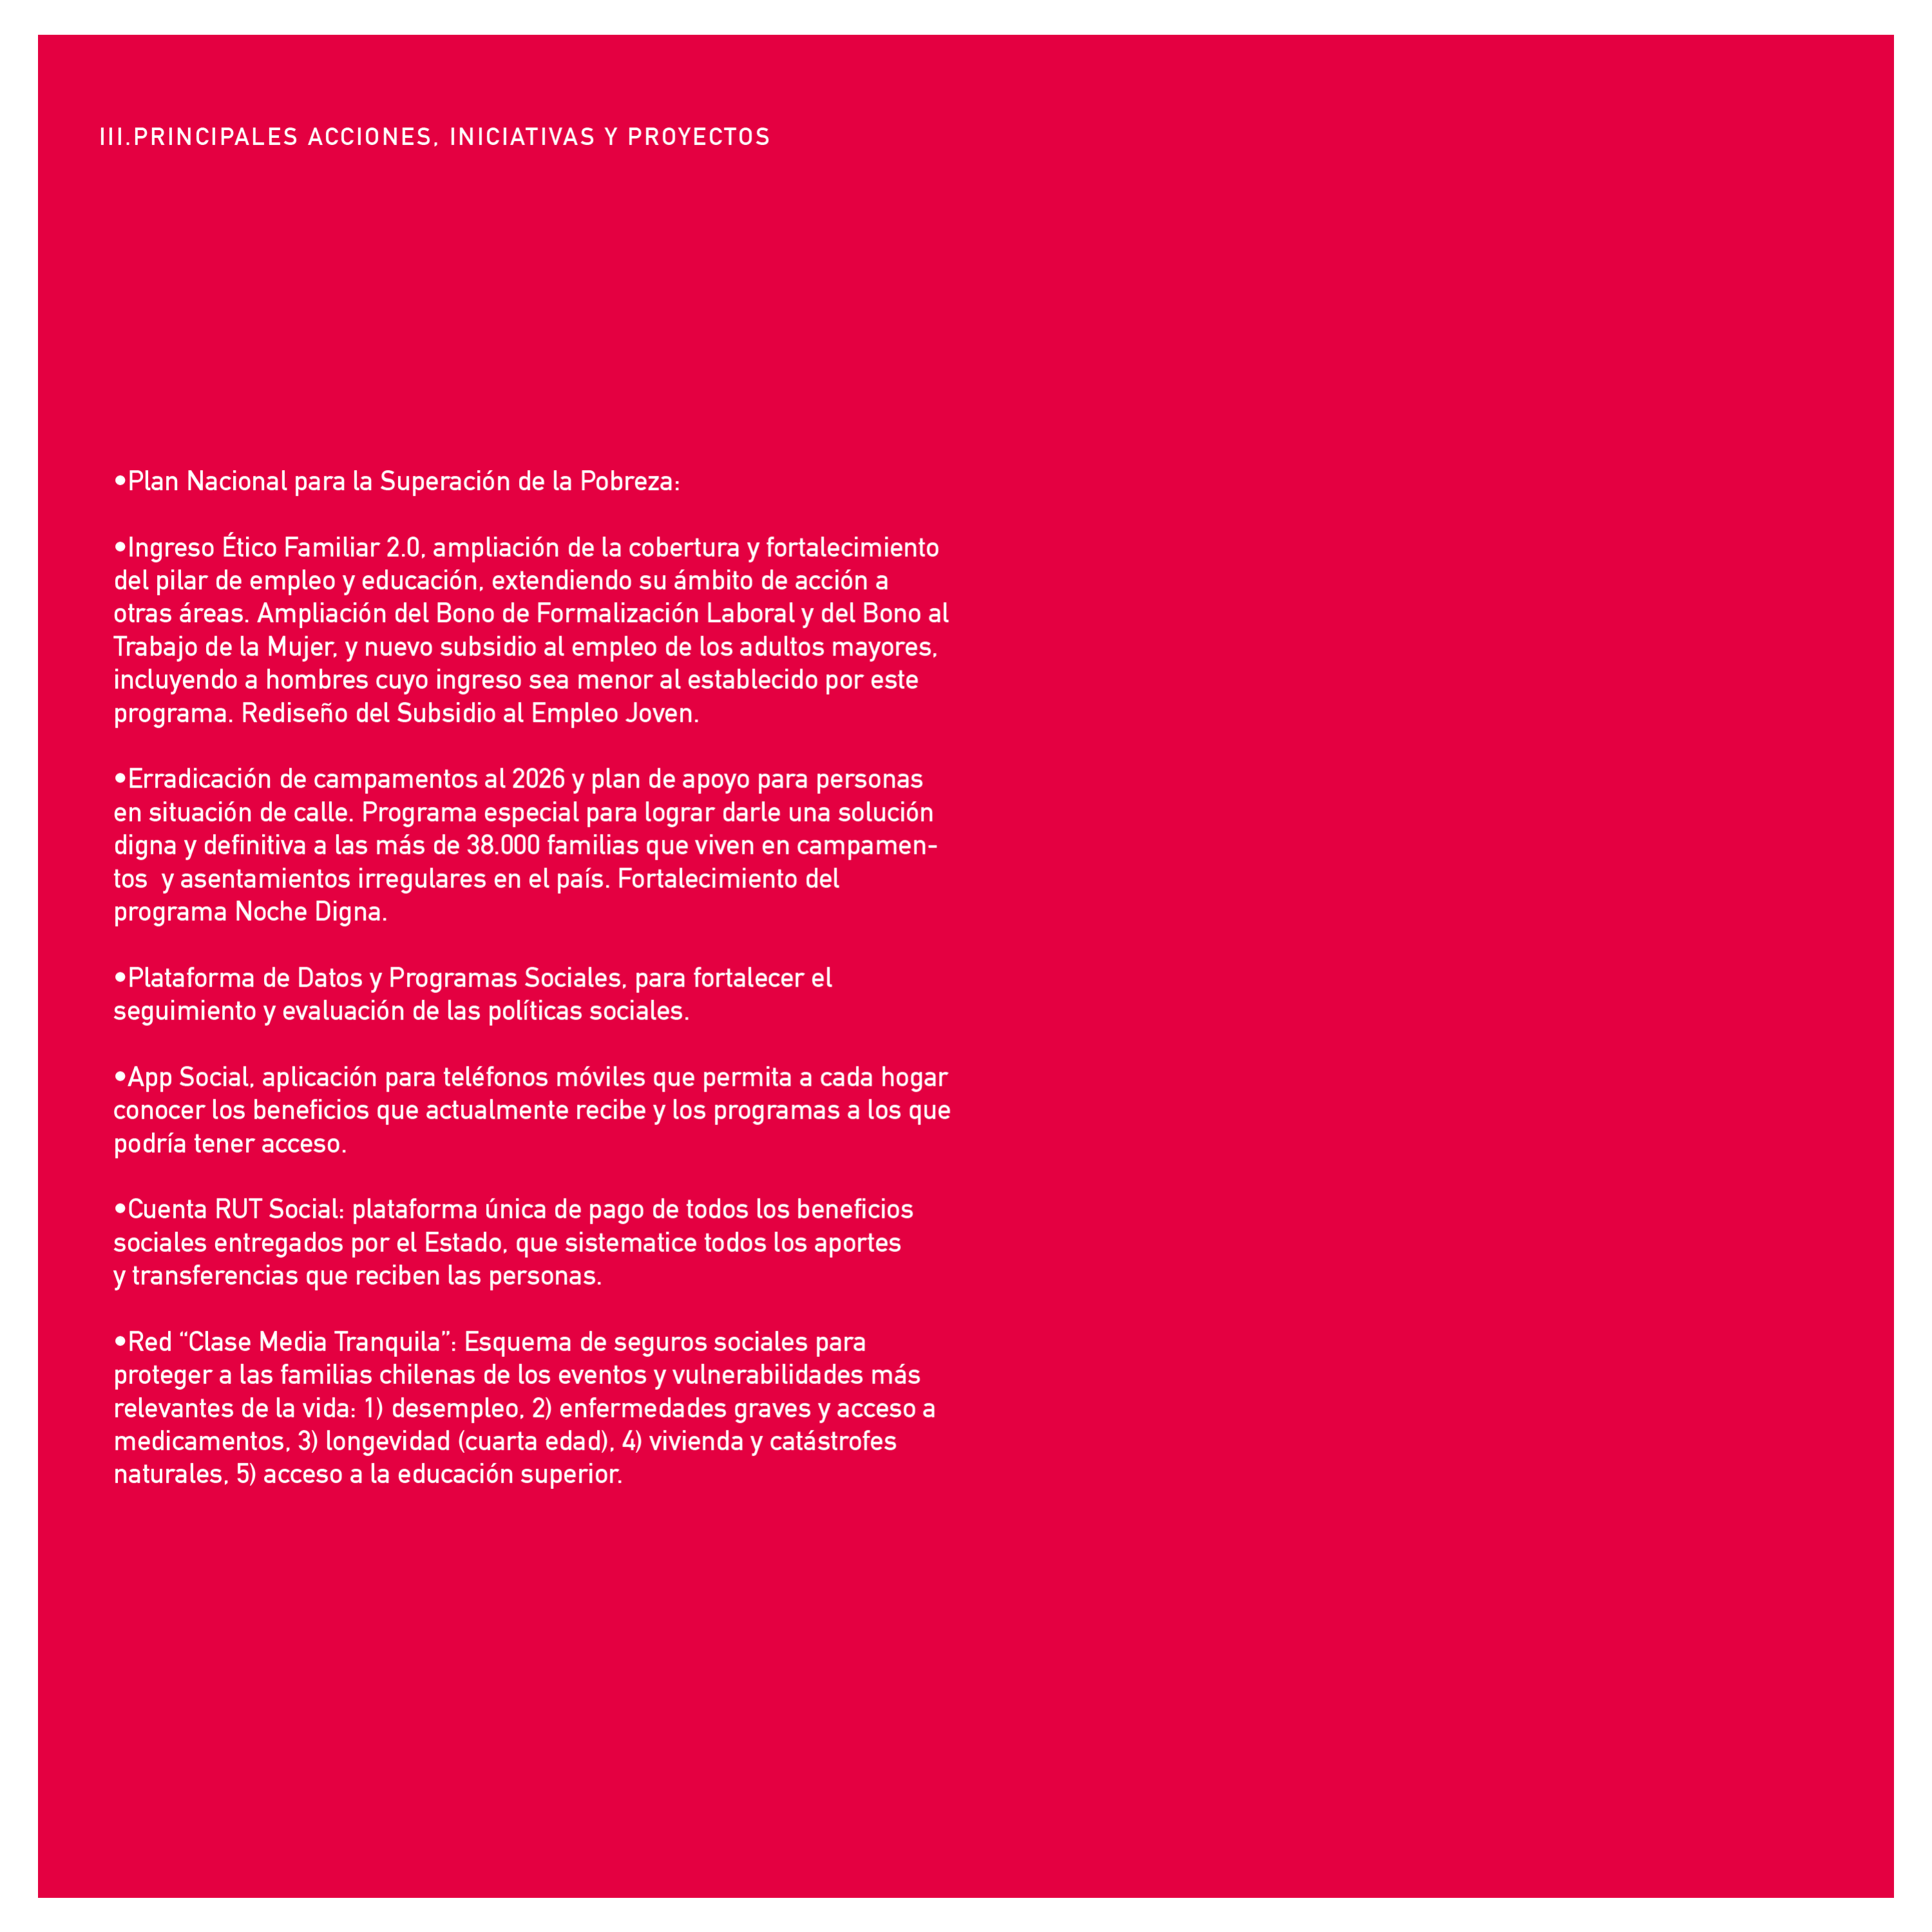 III.PRINCIPALES ACCIONES, INICIATIVAS Y PROYECTOS
•Plan Nacional para la Superación de la Pobreza:
•Ingreso Ético Familiar 2.0, ampliación de la cobertura y fortalecimiento
del pilar de empleo y educación, extendiendo su ámbito de acción a
otras áreas. Ampliación del Bono de Formalización Laboral y del Bono al
Trabajo de la Mujer, y nuevo subsidio al empleo de los adultos mayores,
incluyendo a hombres cuyo ingreso sea menor al establecido por este
programa. Rediseño del Subsidio al Empleo Joven.
•Erradicación de campamentos al 2026 y plan de apoyo para personas
en situación de calle. Programa especial para lograr darle una solución
digna y definitiva a las más de 38.000 familias que viven en campamen-
tos  y asentamientos irregulares en el país. Fortalecimiento del
programa Noche Digna.
•Plataforma de Datos y Programas Sociales, para fortalecer el
seguimiento y evaluación de las políticas sociales.
•App Social, aplicación para teléfonos móviles que permita a cada hogar
conocer los beneficios que actualmente recibe y los programas a los que
podría tener acceso.
•Cuenta RUT Social: plataforma única de pago de todos los beneficios
sociales entregados por el Estado, que sistematice todos los aportes
y transferencias que reciben las personas.
•Red “Clase Media Tranquila”: Esquema de seguros sociales para
proteger a las familias chilenas de los eventos y vulnerabilidades más
relevantes de la vida: 1) desempleo, 2) enfermedades graves y acceso a
medicamentos, 3) longevidad (cuarta edad), 4) vivienda y catástrofes
naturales, 5) acceso a la educación superior.